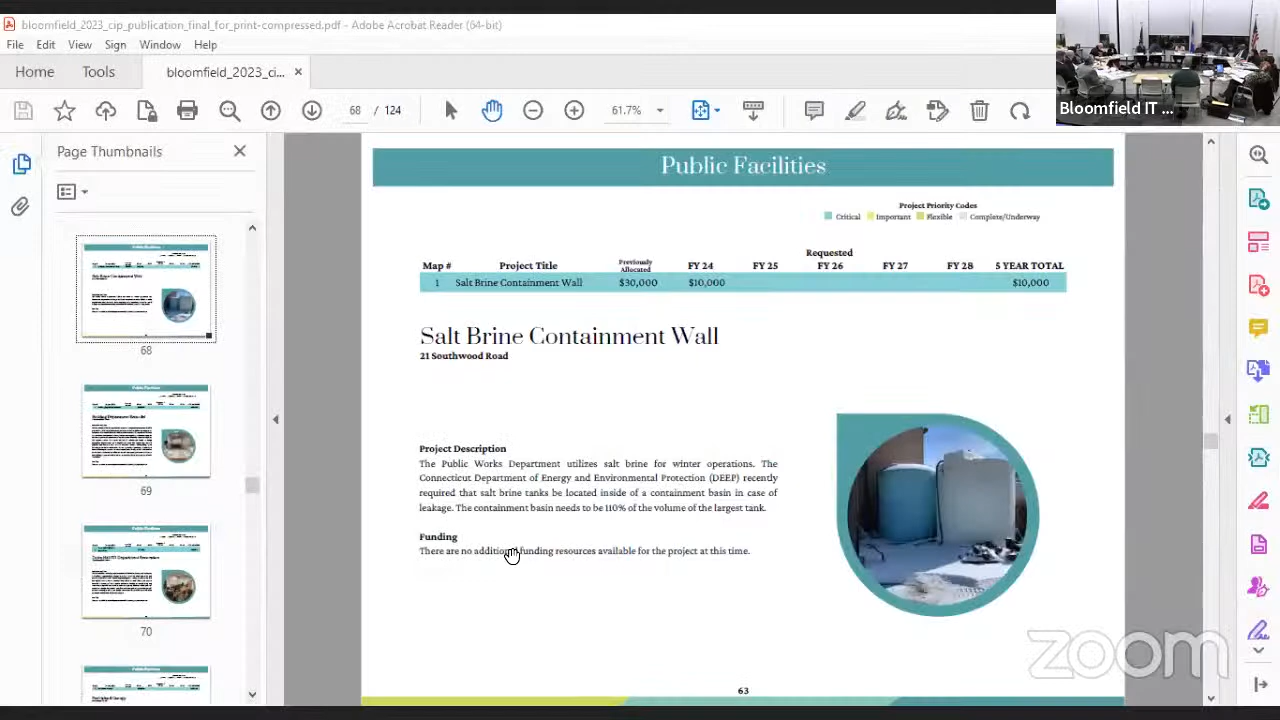 bloomfield_2023_cip_publication_final_for_print-compressed.pdf - Adobe Acrobat Reader (64-bit)
File Edit View Sign Window Help
Home Tools bloomfield_2023_ci... ×
68 / 124 61.7%
Bloomfield IT ...
Page Thumbnails
68
69
70
Public Facilities
Project Priority Codes
Critical Important Flexible Complete/Underway
Requested
Map # Project Title Previously Allocated FY 24 FY 25 FY 26 FY 27 FY 28 5 YEAR TOTAL
1 Salt Brine Containment Wall $30,000 $10,000 $10,000
Salt Brine Containment Wall
21 Southwood Road
Project Description
The Public Works Department utilizes salt brine for winter operations. The
Connecticut Department of Energy and Environmental Protection (DEEP) recently
required that salt brine tanks be located inside of a containment basin in case of
leakage. The containment basin needs to be 110% of the volume of the largest tank.
Funding
There are no additional funding resources available for the project at this time.
63
zoom